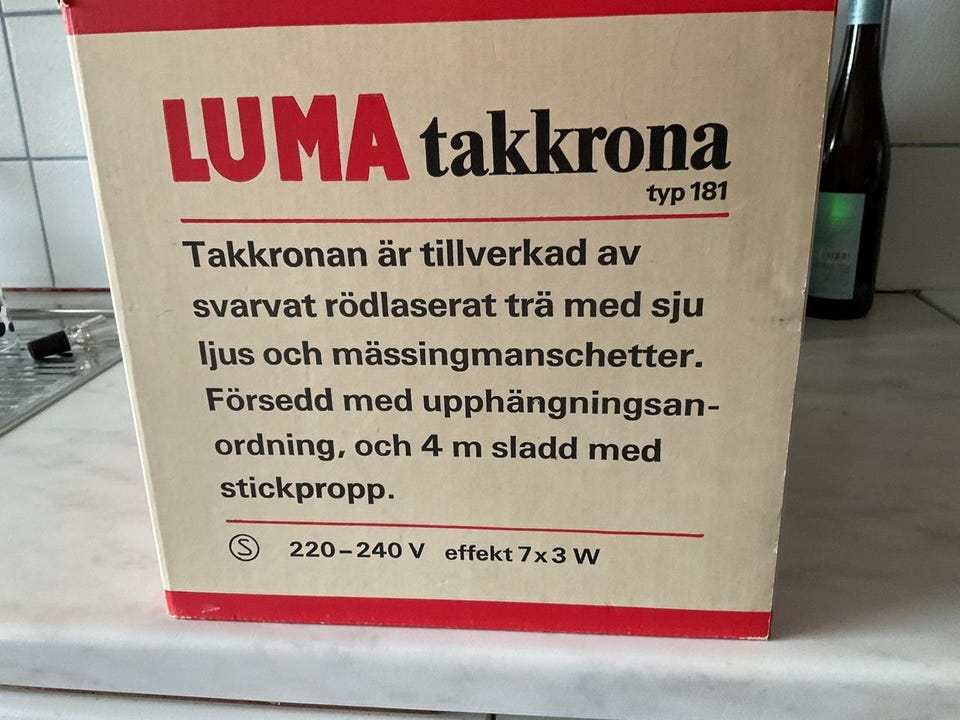 LUMA takkrona
typ 181
Takkronan är tillverkad av
svarvat rödlaserat trä med sju
ljus och mässingmanschetter.
Försedd med upphängningsan-
ordning, och 4 m sladd med
stickpropp.
S 220-240 V effekt 7x3 W